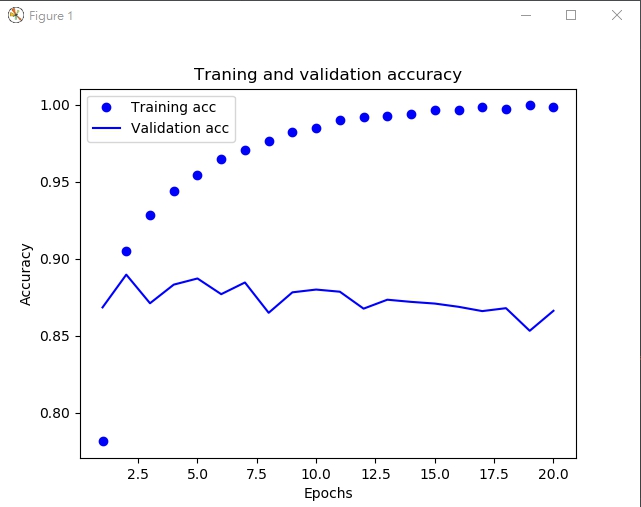 Figure 1
Traning and validation accuracy
Training acc
Validation acc
1.00
0.95
0.90
0.85
0.80
Accuracy
2.5 5.0 7.5 10.0 12.5 15.0 17.5 20.0
Epochs